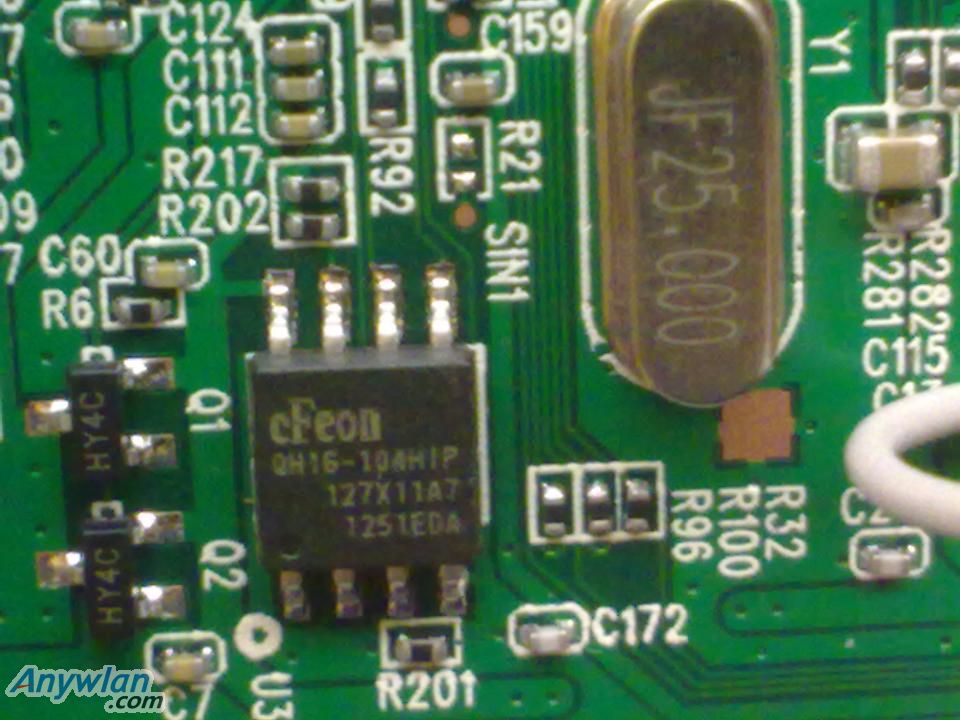 C124
C111
C112
R217
R202
C60
R6
R92
C159
R21
SIN1
Y1
JF25.000
R281
R282
C115
cFeon
QH16-104HIP
127X11A7
1251EDA
HY4C
Q1
HY4C
Q2
R96
R100
R32
C172
R201
C7
U3
Anywlan
.com